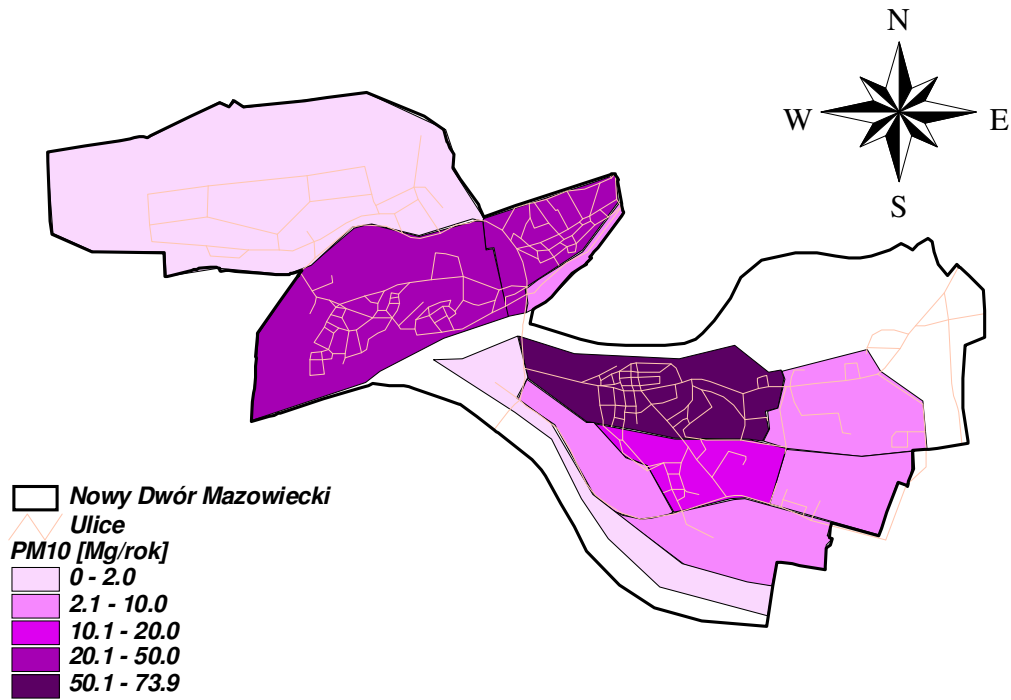 N
W
E
S
Nowy Dwór Mazowiecki
Ulice
PM10 [Mg/rok]
0 - 2.0
2.1 - 10.0
10.1 - 20.0
20.1 - 50.0
50.1 - 73.9